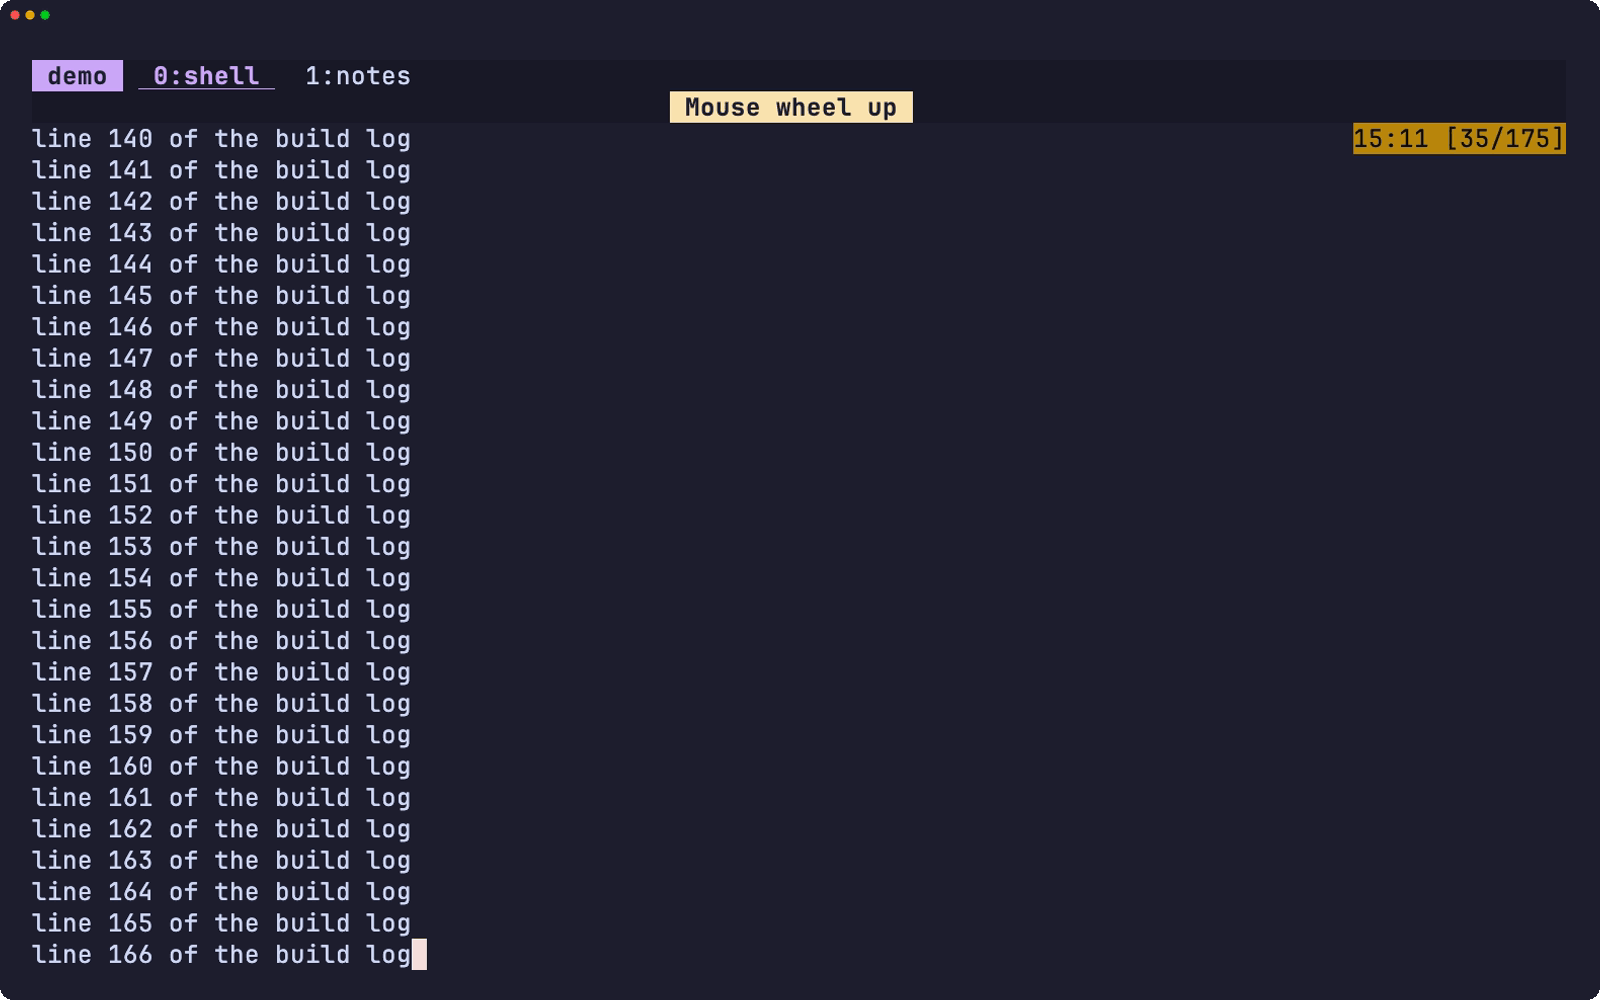 demo 0:shell 1:notes
Mouse wheel up
line 140 of the build log 15:11 [35/175]
line 141 of the build log
line 142 of the build log
line 143 of the build log
line 144 of the build log
line 145 of the build log
line 146 of the build log
line 147 of the build log
line 148 of the build log
line 149 of the build log
line 150 of the build log
line 151 of the build log
line 152 of the build log
line 153 of the build log
line 154 of the build log
line 155 of the build log
line 156 of the build log
line 157 of the build log
line 158 of the build log
line 159 of the build log
line 160 of the build log
line 161 of the build log
line 162 of the build log
line 163 of the build log
line 164 of the build log
line 165 of the build log
line 166 of the build log